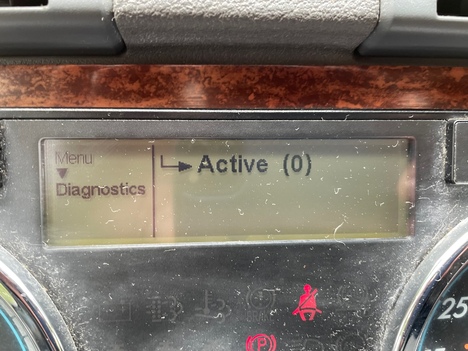 Menu
Active (0)
Diagnostics
25
P